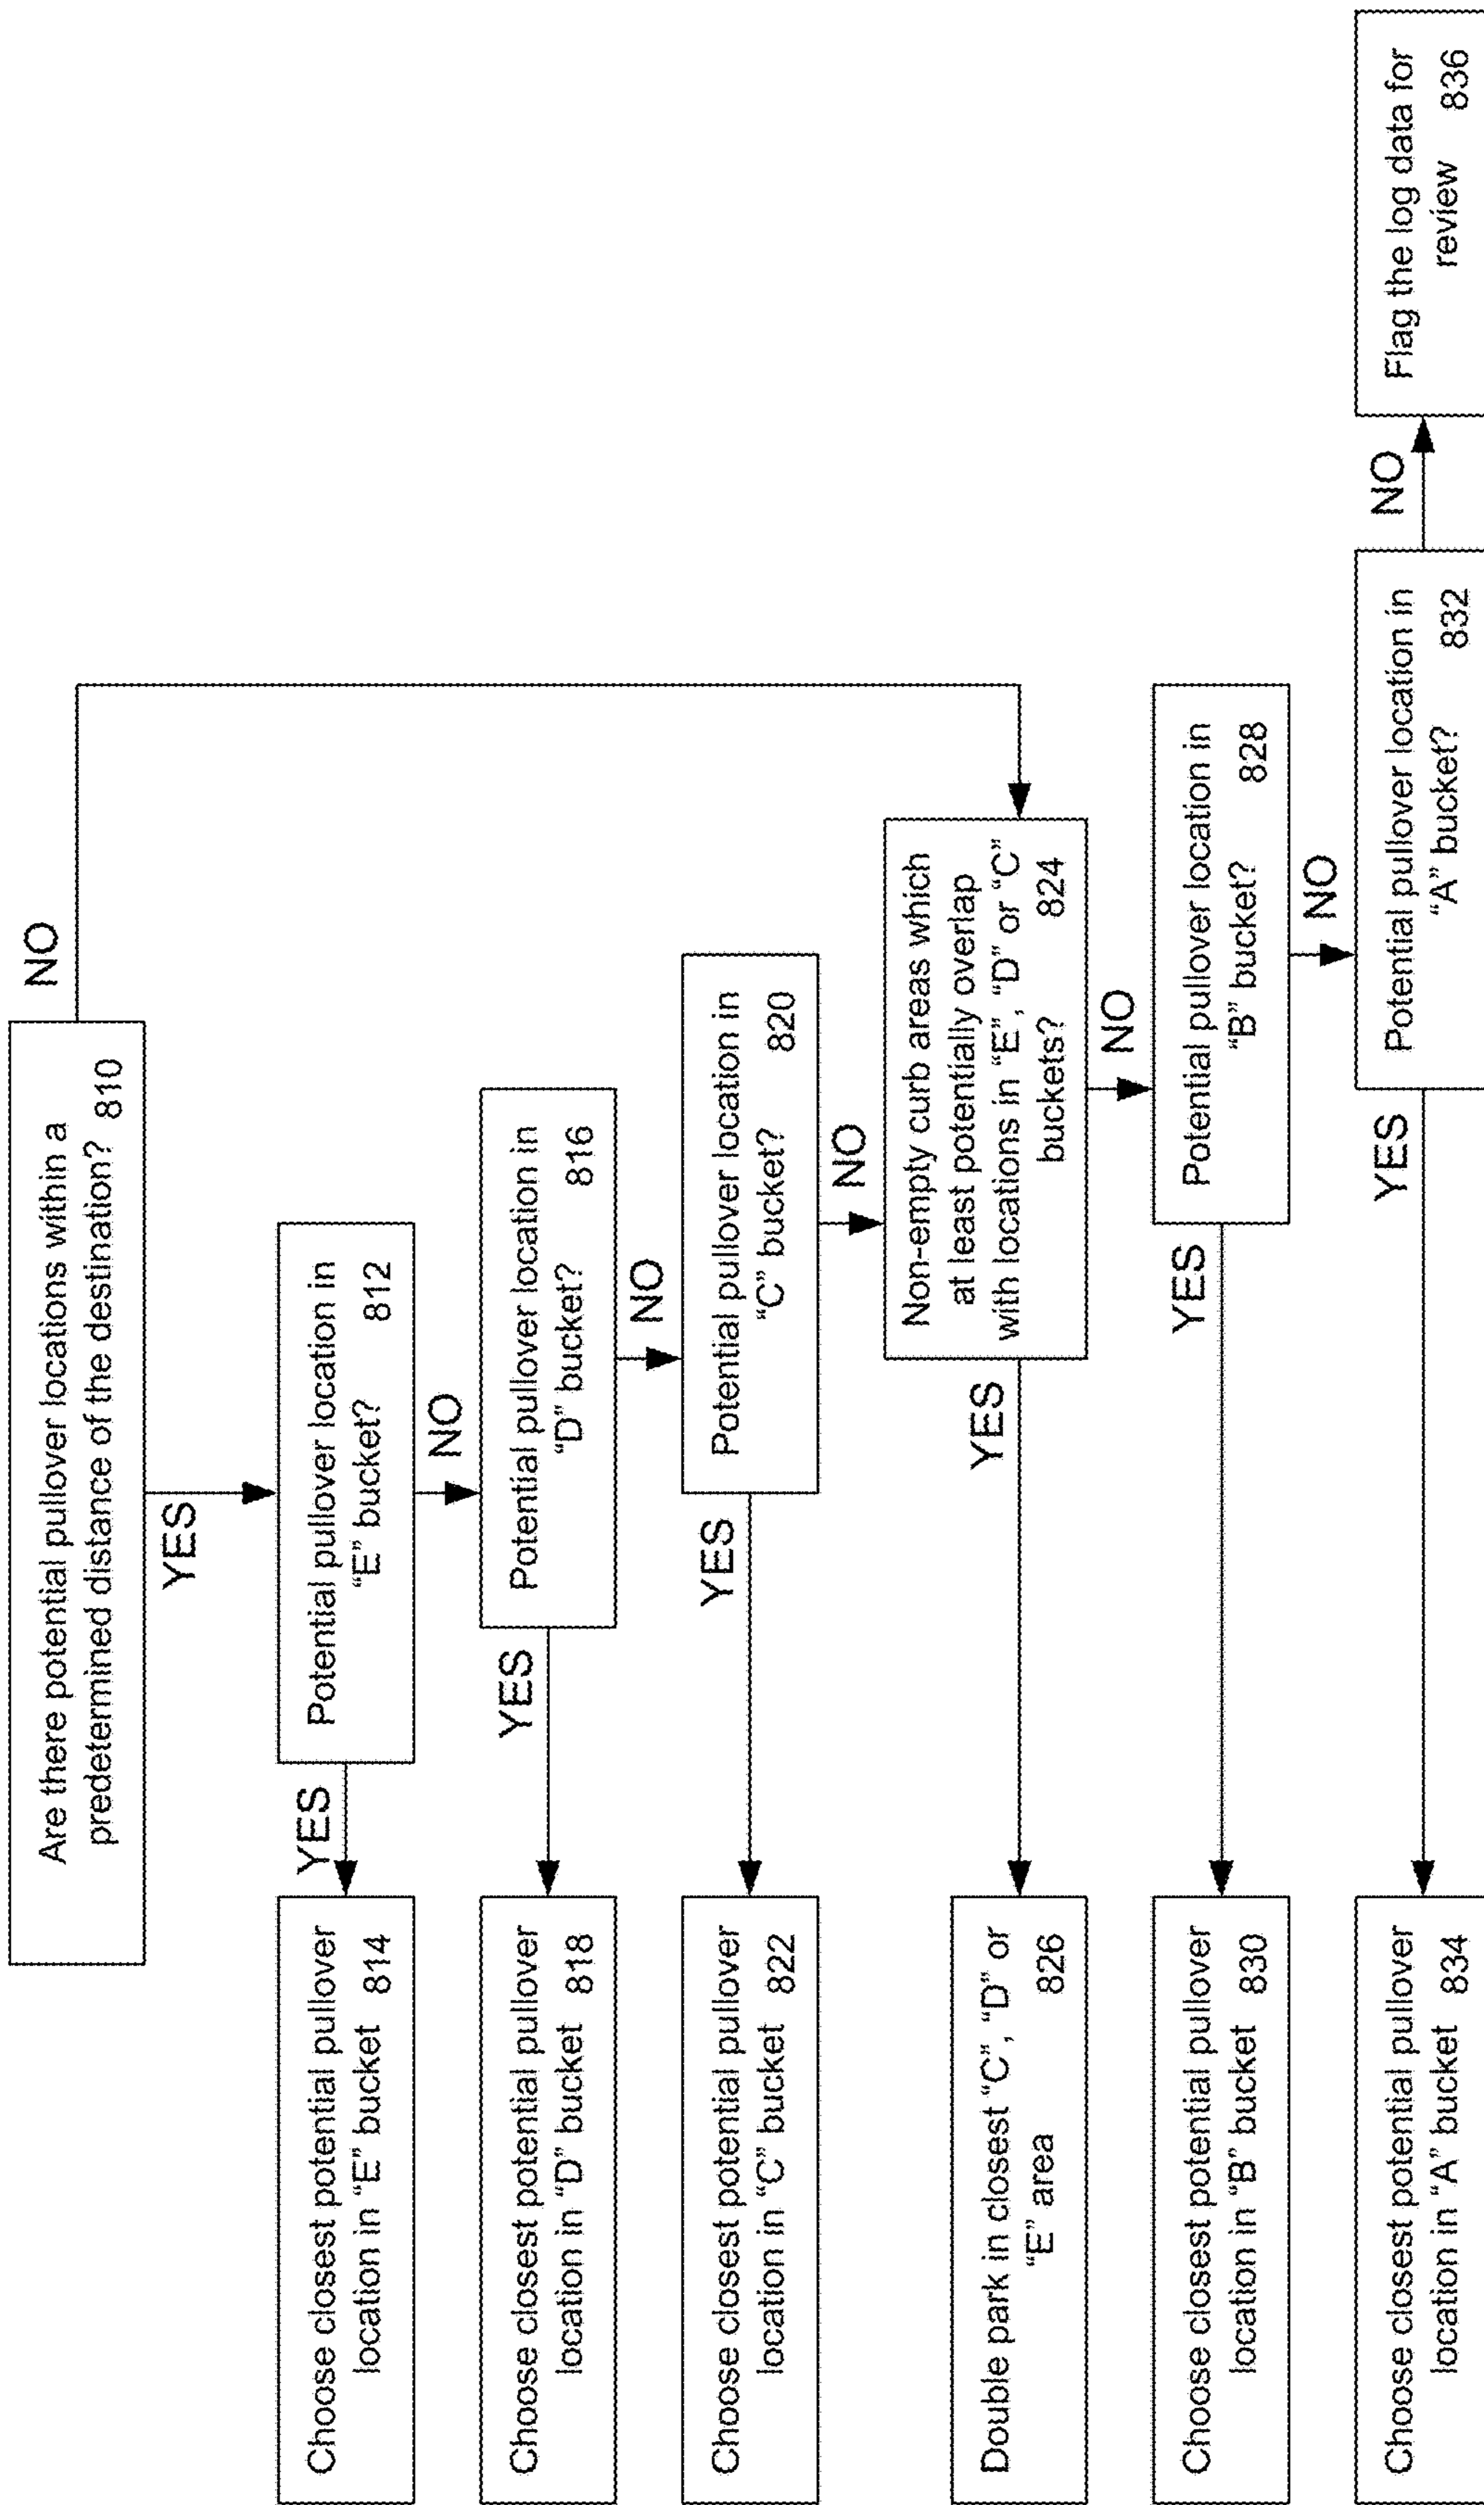 Are there potential pullover locations within a
predetermined distance of the destination? 810
NO
YES
Potential pullover location in
“E” bucket? 812
YES
Choose closest potential pullover
location in “E” bucket 814
NO
Potential pullover location in
“D” bucket? 816
YES
Choose closest potential pullover
location in “D” bucket 818
NO
Potential pullover location in
“C” bucket? 820
YES
Choose closest potential pullover
location in “C” bucket 822
NO
Non-empty curb areas which
at least potentially overlap
with locations in “E”, “D” or “C”
buckets? 824
YES
Double park in closest “C”, “D” or
“E” area 826
NO
Potential pullover location in
“B” bucket? 828
YES
Choose closest potential pullover
location in “B” bucket 830
NO
Potential pullover location in
“A” bucket? 832
YES
Choose closest potential pullover
location in “A” bucket 834
NO
Flag the log data for
review 836